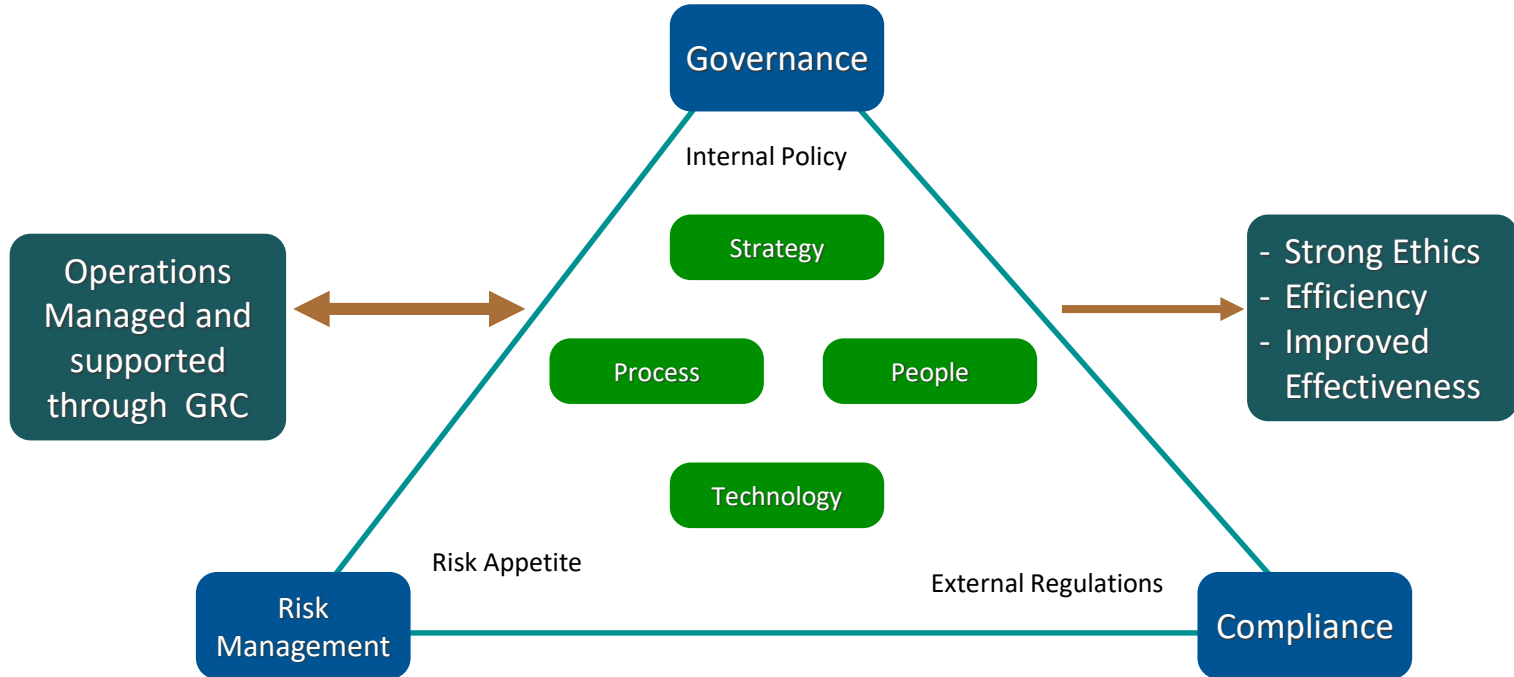 Governance
Internal Policy
Strategy
Operations
Managed and
supported
through  GRC
- Strong Ethics
- Efficiency
- Improved
Effectiveness
Process
People
Technology
Risk Appetite
External Regulations
Risk
Management
Compliance